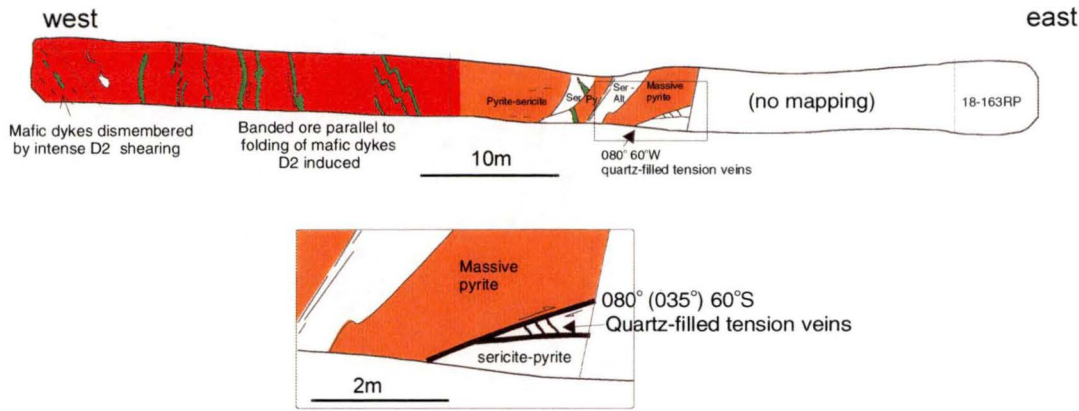 west
east
Pyrite-sericite
Ser
Py
Ser -
Alt
Massive
pyrite
(no mapping)
18-163RP
Mafic dykes dismembered
by intense D2 shearing
Banded ore parallel to
folding of mafic dykes
D2 induced
10m
080° 60°W
quartz-filled tension veins
Massive
pyrite
080° (035°) 60°S
Quartz-filled tension veins
sericite-pyrite
2m